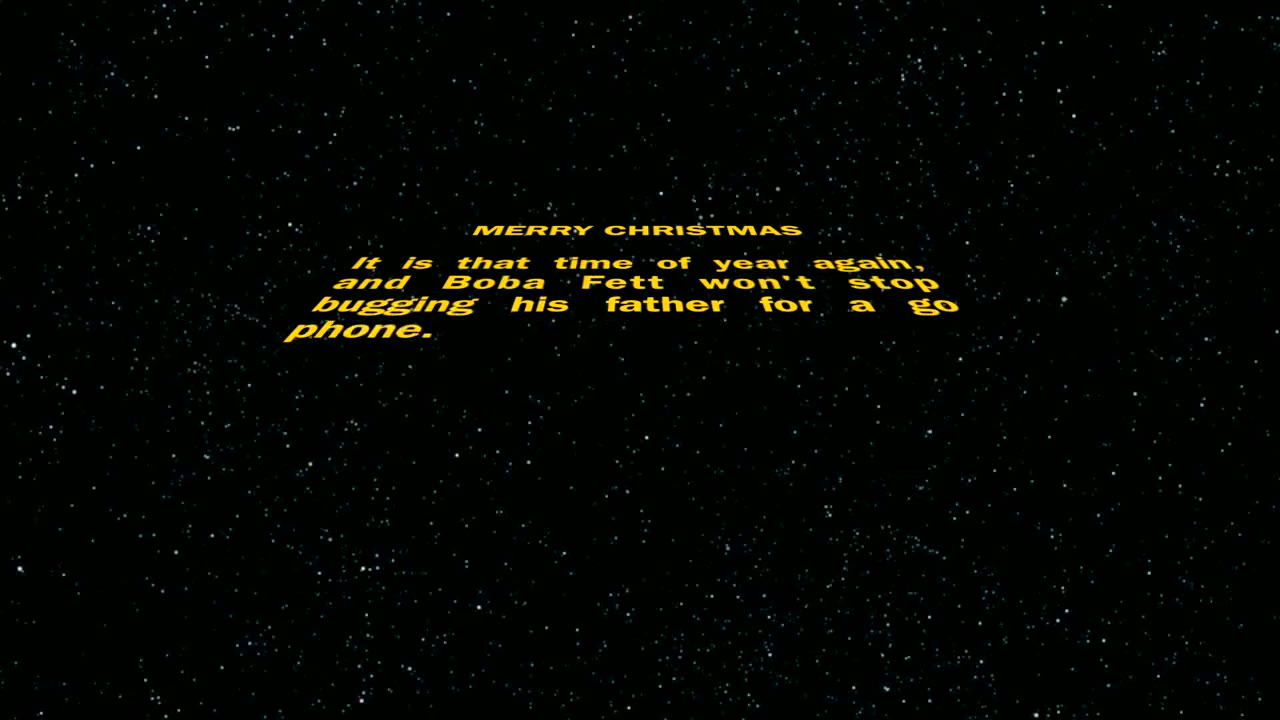 MERRY CHRISTMAS
It is that time of year again,
and Boba Fett won't stop
bugging his father for a go
phone.